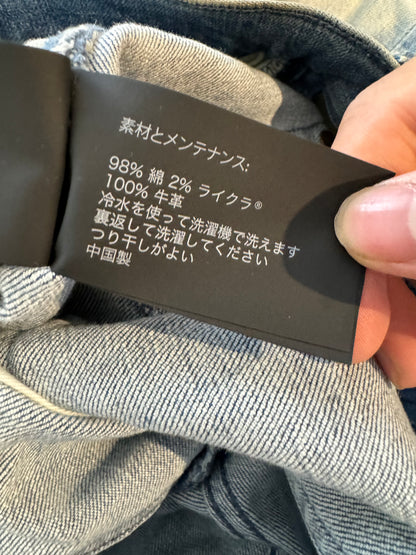 素材とメンテナンス:
98% 綿 2% ライクラ®
100% 牛革
冷水を使って洗濯機で洗えます
裏返して洗濯してください
つり干しがよい
中国製